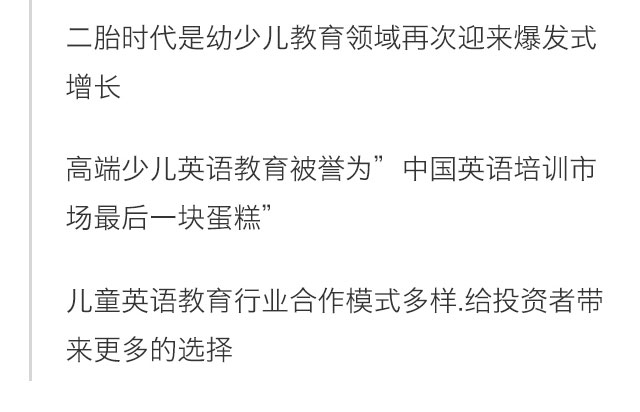 二胎时代是幼少儿教育领域再次迎来爆发式
增长
高端少儿英语教育被誉为”中国英语培训市
场最后一块蛋糕”
儿童英语教育行业合作模式多样.给投资者带
来更多的选择